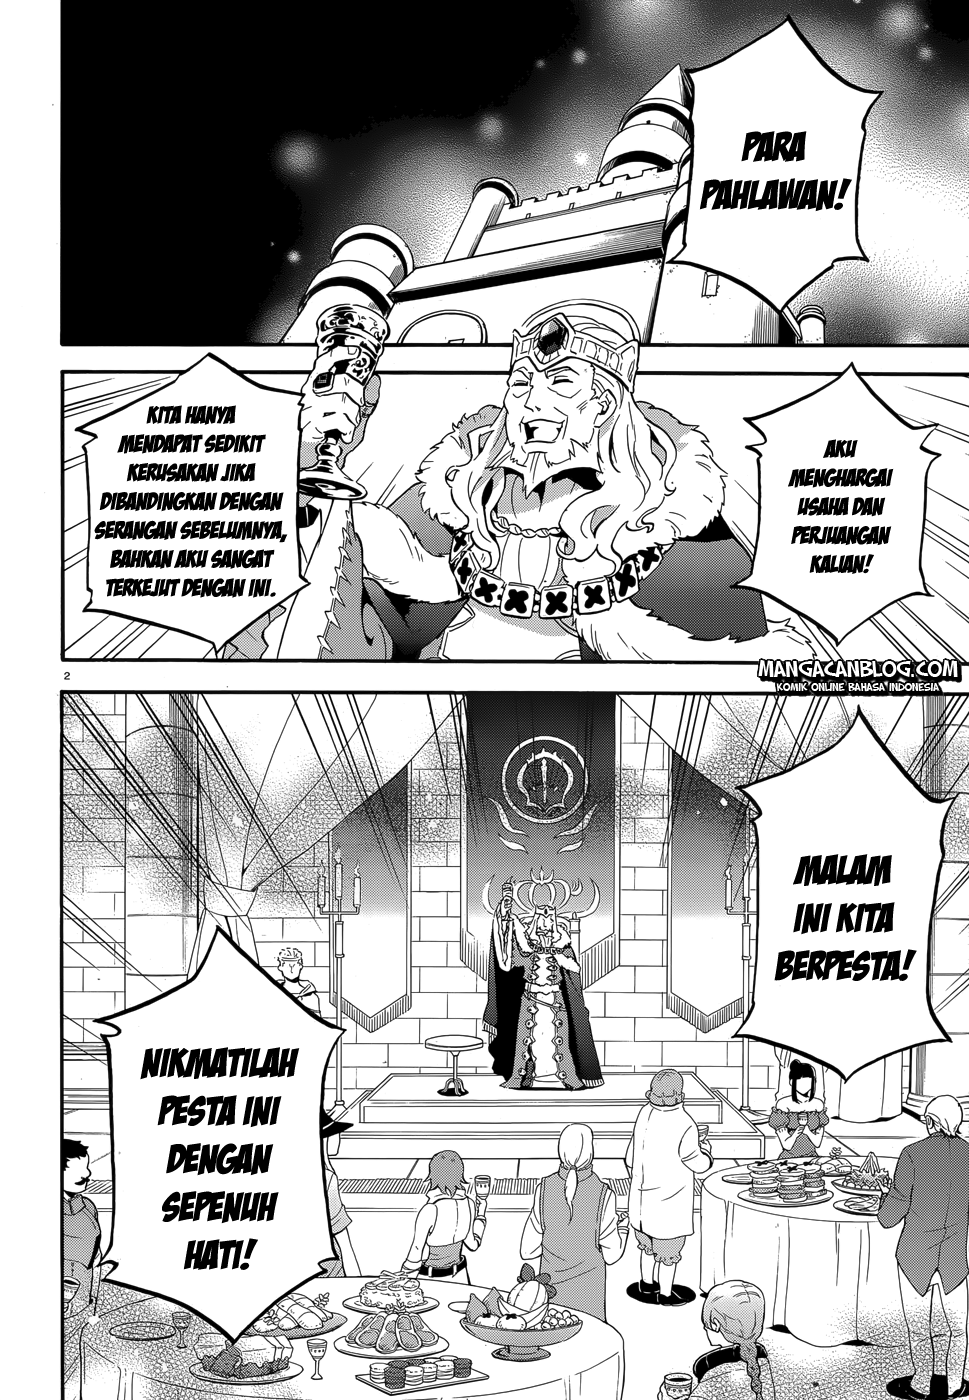 PARA
PAHLAWAN!
AKU
MENGHARGAI
USAHA DAN
PERJUANGAN
KALIAN!
KITA HANYA
MENDAPAT SEDIKIT
KERUSAKAN JIKA
DIBANDINGKAN DENGAN
SERANGAN SEBELUMNYA,
BAHKAN AKU SANGAT
TERKEJUT DENGAN INI.
2
MANGACANBLOG.COM
KOMIK ONLINE BAHASA INDONESIA
MALAM
INI KITA
BERPESTA!
NIKMATILAH
PESTA INI
DENGAN
SEPENUH
HATI!